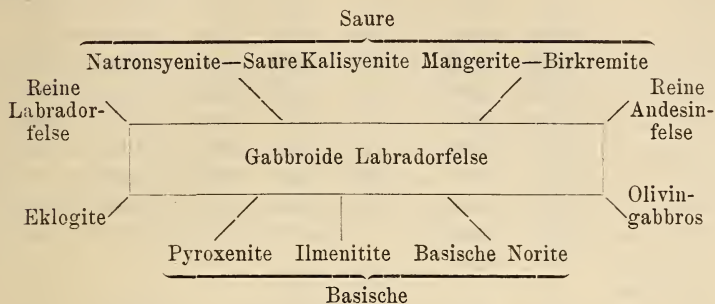 Saure
Natronsyenite—Saure Kalisyenite Mangerite—Birkremite
Reine
Labrador-
felse
Reine
Andesin-
felse
Gabbroide Labradorfelse
Eklogite
Olivin-
gabbros
Pyroxenite Ilmenitite Basische Norite
Basische